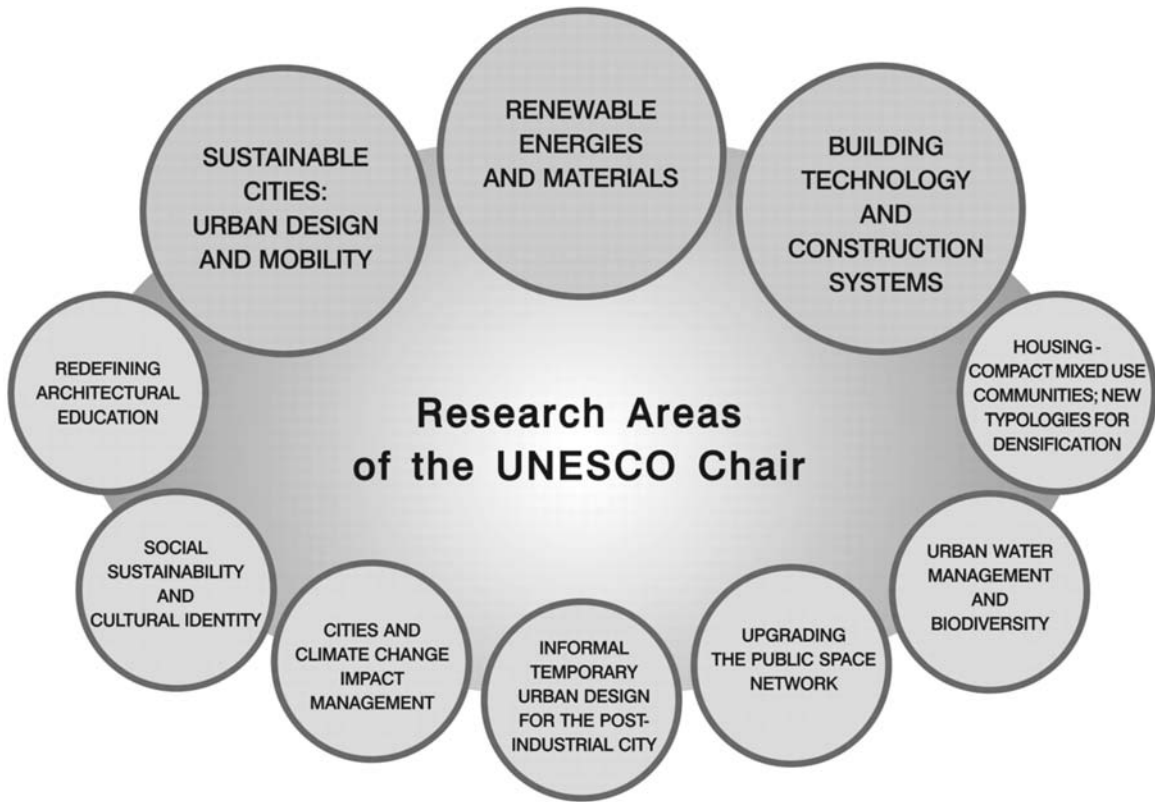 SUSTAINABLE
CITIES:
URBAN DESIGN
AND MOBILITY
RENEWABLE
ENERGIES
AND MATERIALS
BUILDING
TECHNOLOGY
AND
CONSTRUCTION
SYSTEMS
REDEFINING
ARCHITECTURAL
EDUCATION
Research Areas
of the UNESCO Chair
HOUSING -
COMPACT MIXED USE
COMMUNITIES; NEW
TYPOLOGIES FOR
DENSIFICATION
SOCIAL
SUSTAINABILITY
AND
CULTURAL IDENTITY
CITIES AND
CLIMATE CHANGE
IMPACT
MANAGEMENT
INFORMAL
TEMPORARY
URBAN DESIGN
FOR THE POST-
INDUSTRIAL CITY
UPGRADING
THE PUBLIC SPACE
NETWORK
URBAN WATER
MANAGEMENT
AND
BIODIVERSITY